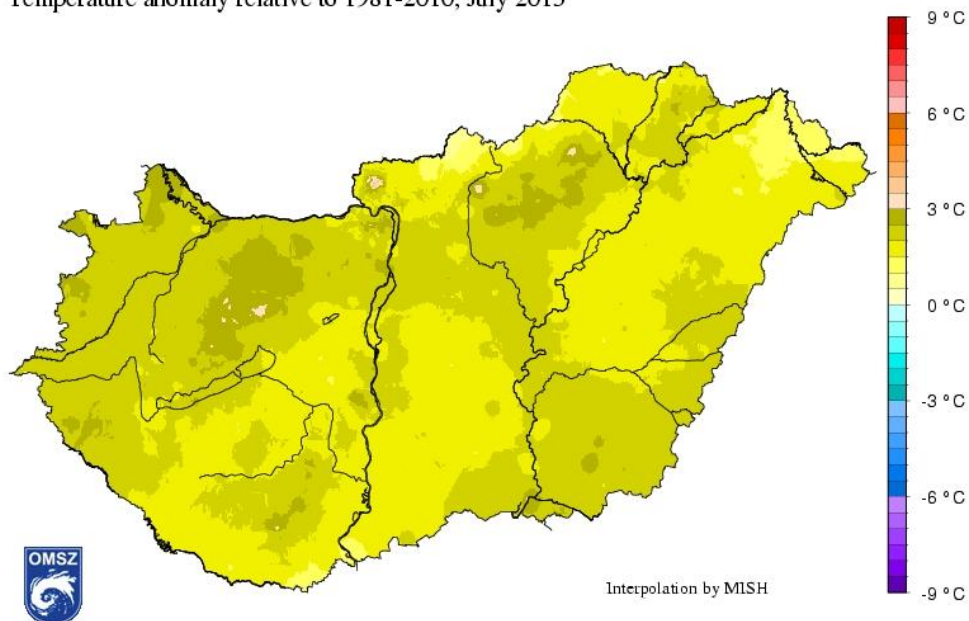 Temperature anomaly relative to 1981-2010, July 2015
9 °C
6 °C
3 °C
0 °C
-3 °C
-6 °C
-9 °C
OMSZ
Interpolation by MISH